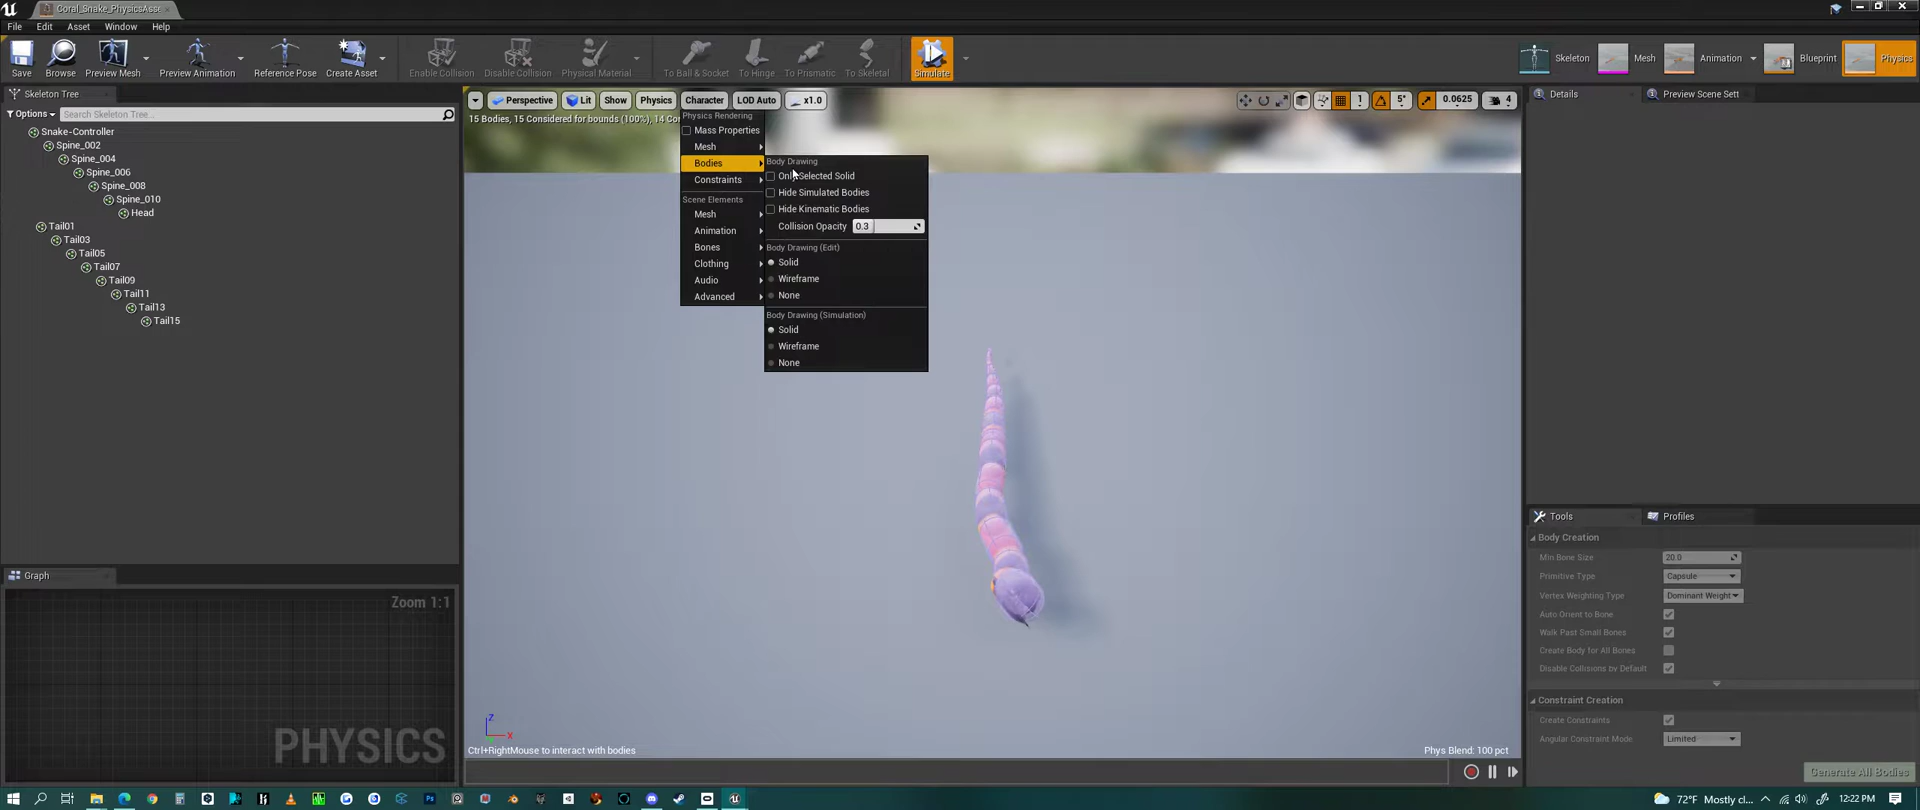 Coral_Snake_PhysicsAsse
File Edit Asset Window Help
Save Browse Preview Mesh Preview Animation Reference Pose Create Asset Enable Collision Disable Collision Physical Material To Ball & Socket To Hinge To Prismatic To Skeletal Simulate Skeleton Mesh Animation Blueprint Physics
Skeleton Tree
Options Search Skeleton Tree...
Snake-Controller
Spine_002
Spine_004
Spine_006
Spine_008
Spine_010
Head
Tail01
Tail03
Tail05
Tail07
Tail09
Tail11
Tail13
Tail15
Graph
Zoom 1:1
PHYSICS
Perspective Lit Show Physics Character LOD Auto x1.0 1 5° 0.0625 4
15 Bodies, 15 Considered for bounds (100%), 14 Co
Physics Rendering
Mass Properties
Mesh
Bodies
Constraints
Scene Elements
Mesh
Animation
Bones
Clothing
Audio
Advanced
Body Drawing
Only Selected Solid
Hide Simulated Bodies
Hide Kinematic Bodies
Collision Opacity 0.3
Body Drawing (Edit)
Solid
Wireframe
None
Body Drawing (Simulation)
Solid
Wireframe
None
Z
X
Ctrl+RightMouse to interact with bodies
Phys Blend: 100 pct
Details Preview Scene Sett
Tools Profiles
Body Creation
Min Bone Size 20.0
Primitive Type Capsule
Vertex Weighting Type Dominant Weight
Auto Orient to Bone
Walk Past Small Bones
Create Body for All Bones
Disable Collisions by Default
Constraint Creation
Create Constraints
Angular Constraint Mode Limited
Generate All Bodies
72°F Mostly cl... 12:22 PM